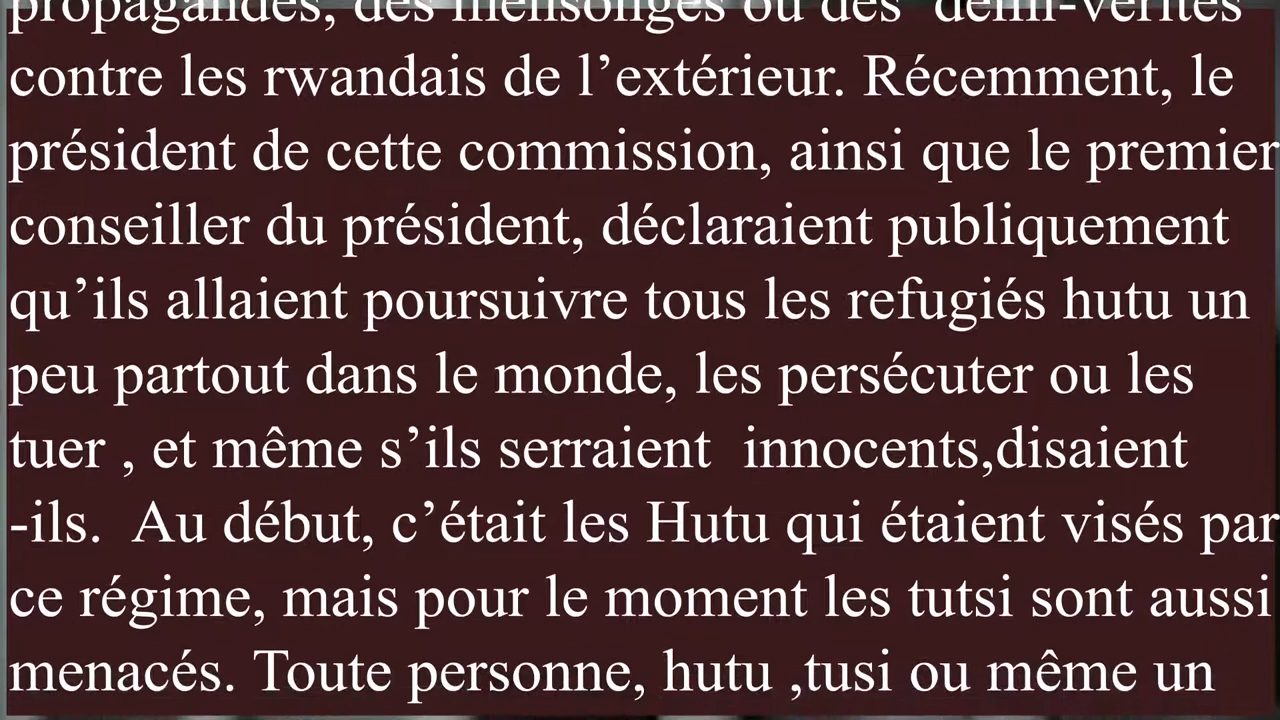 propagandes, des mensonges ou des  demi-vérités
contre les rwandais de l’extérieur. Récemment, le
président de cette commission, ainsi que le premier
conseiller du président, déclaraient publiquement
qu’ils allaient poursuivre tous les refugiés hutu un
peu partout dans le monde, les persécuter ou les
tuer , et même s’ils serraient  innocents,disaient
-ils.  Au début, c’était les Hutu qui étaient visés par
ce régime, mais pour le moment les tutsi sont aussi
menacés. Toute personne, hutu ,tusi ou même un